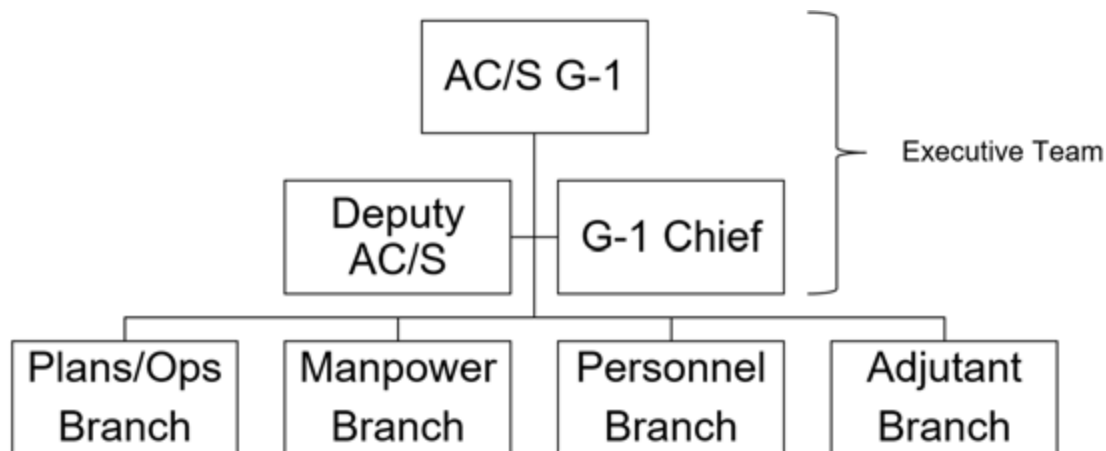 AC/S G-1
Executive Team
Deputy
AC/S
G-1 Chief
Plans/Ops
Branch
Manpower
Branch
Personnel
Branch
Adjutant
Branch